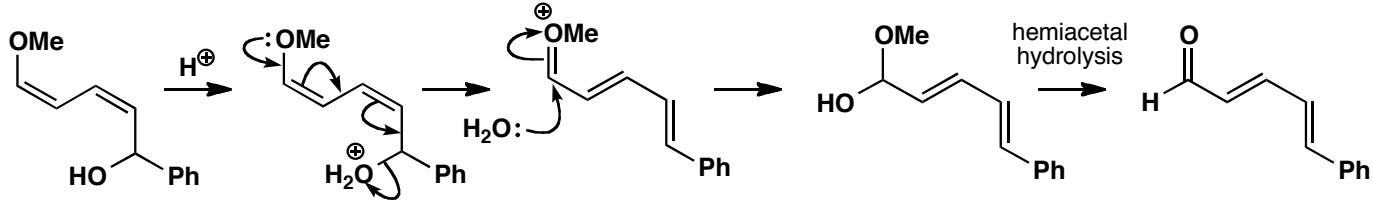 OMe
HO
Ph
H⊕
:OMe
⊕
H₂O
Ph
⊕
OMe
H₂O:
Ph
OMe
HO
Ph
hemiacetal
hydrolysis
O
H
Ph